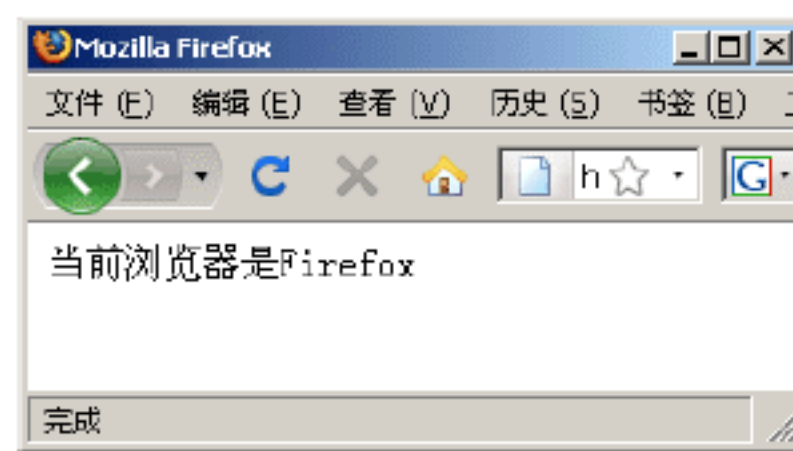 Mozilla Firefox
文件 (F) 编辑 (E) 查看 (V) 历史 (S) 书签 (B)
h G
当前浏览器是Firefox
完成